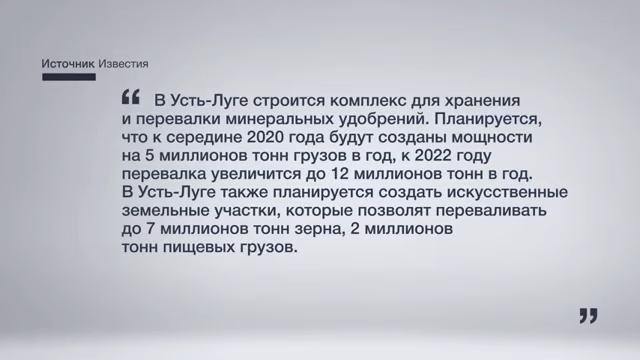 Источник Известия
“ В Усть-Луге строится комплекс для хранения
и перевалки минеральных удобрений. Планируется,
что к середине 2020 года будут созданы мощности
на 5 миллионов тонн грузов в год, к 2022 году
перевалка увеличится до 12 миллионов тонн в год.
В Усть-Луге также планируется создать искусственные
земельные участки, которые позволят переваливать
до 7 миллионов тонн зерна, 2 миллионов
тонн пищевых грузов.
”